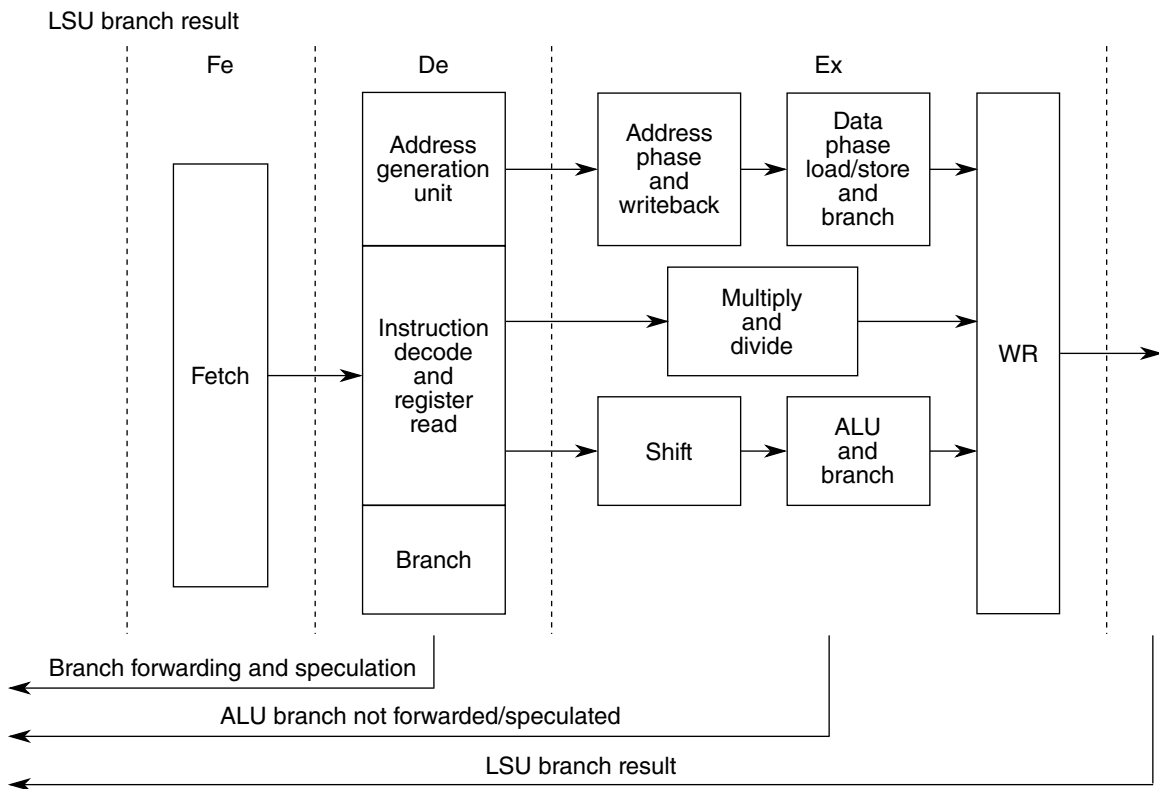 LSU branch result
Fe
De
Ex
Address
generation
unit
Address
phase
and
writeback
Data
phase
load/store
and
branch
Fetch
Instruction
decode
and
register
read
Multiply
and
divide
WR
Shift
ALU
and
branch
Branch
Branch forwarding and speculation
ALU branch not forwarded/speculated
LSU branch result